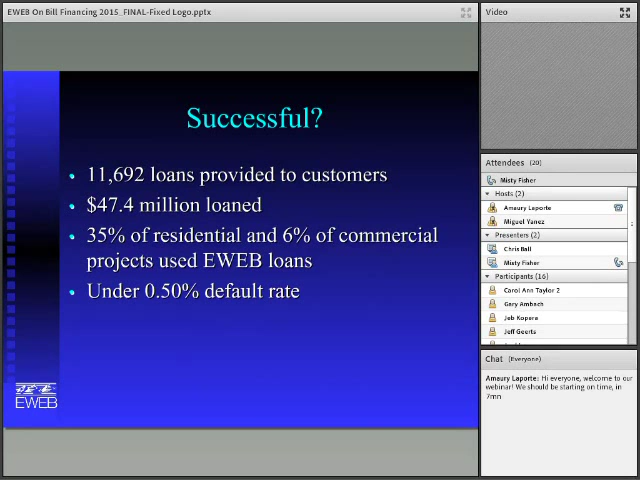 EWEB On Bill Financing 2015_FINAL-Fixed Logo.pptx
Successful?
• 11,692 loans provided to customers
• $47.4 million loaned
• 35% of residential and 6% of commercial
projects used EWEB loans
• Under 0.50% default rate
EWEB
Video
Attendees (20)
Misty Fisher
Hosts (2)
Amaury Laporte
Miguel Yanez
Presenters (2)
Chris Ball
Misty Fisher
Participants (16)
Carol Ann Taylor 2
Gary Ambach
Jeb Kopera
Jeff Geerts
Chat (Everyone)
Amaury Laporte: Hi everyone, welcome to our
webinar! We should be starting on time, in
7mn